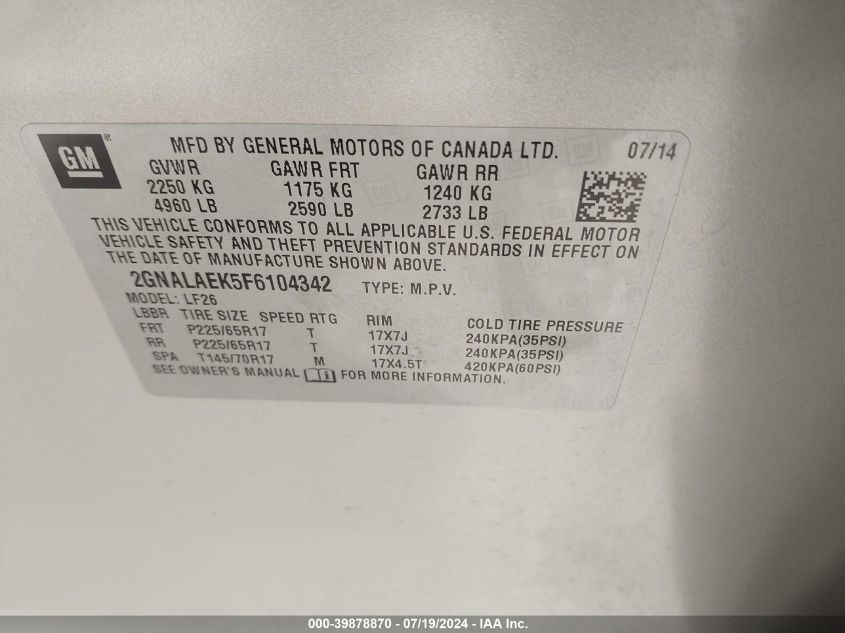 GM ® MFD BY GENERAL MOTORS OF CANADA LTD. 07/14
GVWR GAWR FRT GAWR RR
2250 KG 1175 KG 1240 KG
4960 LB 2590 LB 2733 LB
THIS VEHICLE CONFORMS TO ALL APPLICABLE U.S. FEDERAL MOTOR
VEHICLE SAFETY AND THEFT PREVENTION STANDARDS IN EFFECT ON
THE DATE OF MANUFACTURE SHOWN ABOVE.
2GNALAEK5F6104342 TYPE: M.P.V.
MODEL: LF26
LBBR TIRE SIZE SPEED RTG RIM COLD TIRE PRESSURE
FRT P225/65R17 T 17X7J 240KPA(35PSI)
RR P225/65R17 T 17X7J 240KPA(35PSI)
SPA T145/70R17 M 17X4.5T 420KPA(60PSI)
SEE OWNER'S MANUAL FOR MORE INFORMATION.
000-39878870 - 07/19/2024 - IAA Inc.